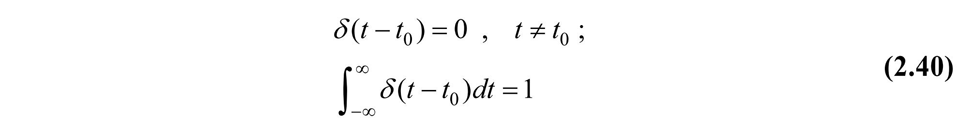 δ(t − t₀) = 0 , t ≠ t₀ ;
(2.40)
∫_{−∞}^{∞} δ(t − t₀)dt = 1